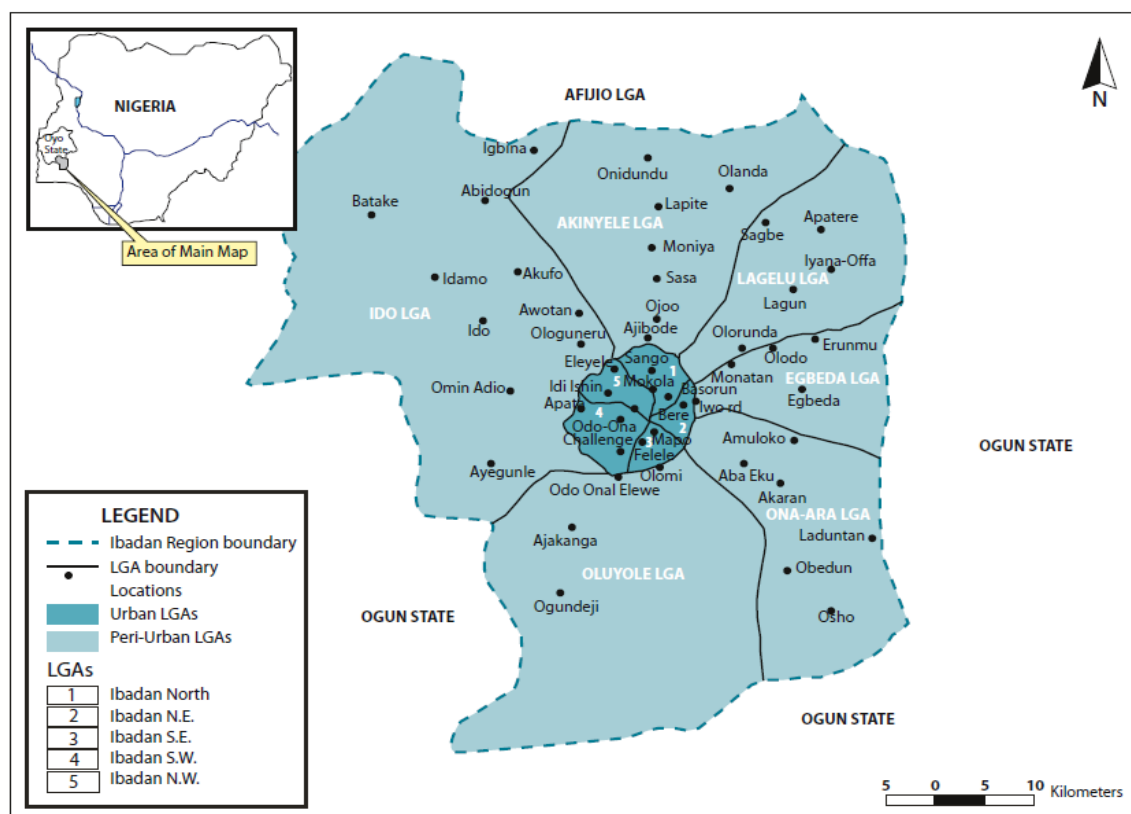 NIGERIA
Oyo
State
Area of Main Map
AFIJIO LGA
N
Igbina
Onidundu
Olanda
Abidogun
Batake
Lapite
AKINYELE LGA
Apatere
Sagbe
Moniya
Iyana-Offa
Akufo
Idamo
Sasa
LAGELU LGA
Lagun
IDO LGA
Awotan
Ojoo
Ido
Ologuneru
Ajibode
Olorunda
Erunmu
Olodo
Eleyele
Sango
1
Monatan
EGBEDA LGA
5
Idi Ishin
Mokola
Basorun
Omin Adio
Egbeda
Apata
4
Bere
Iwo rd
Odo-Ona
2
Challenge
3
Mapo
Amuloko
OGUN STATE
Felele
Ayegunle
Olomi
Aba Eku
Odo Onal Elewe
Akaran
ONA-ARA LGA
Ajakanga
Laduntan
OLUYOLE LGA
Obedun
Ogundeji
Osho
OGUN STATE
OGUN STATE
LEGEND
Ibadan Region boundary
LGA boundary
Locations
Urban LGAs
Peri-Urban LGAs
LGAs
1 Ibadan North
2 Ibadan N.E.
3 Ibadan S.E.
4 Ibadan S.W.
5 Ibadan N.W.
5 0 5 10 Kilometers